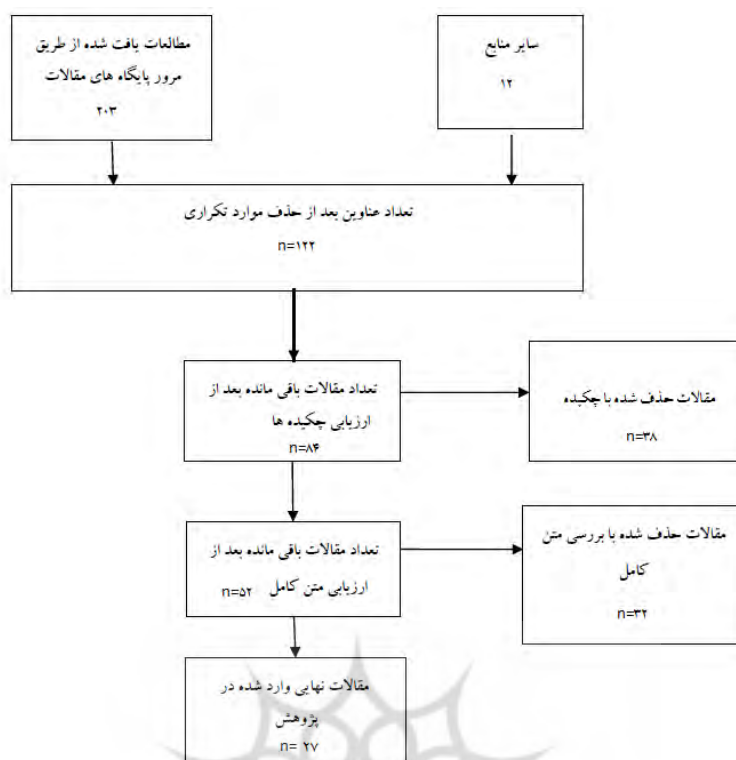 مطالعات یافت شده از طریق
مرور پایگاه های مقالات
۲۰۳
سایر منابع
۱۲
تعداد عناوین بعد از حذف موارد تکراری
n=۱۲۲
تعداد مقالات باقی مانده بعد از
ارزیابی چکیده ها
n=۸۴
مقالات حذف شده با چکیده
n=۳۸
تعداد مقالات باقی مانده بعد از
ارزیابی متن کامل n=۵۲
مقالات حذف شده با بررسی متن
کامل
n=۳۲
مقالات نهایی وارد شده در
پژوهش
n= ۲۷